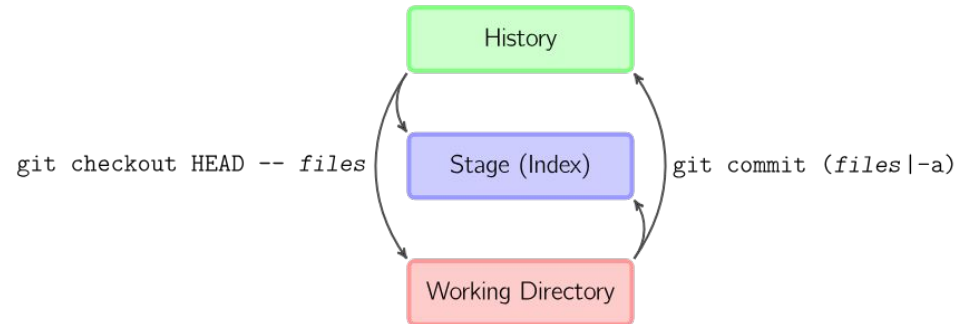 History
git checkout HEAD -- files
Stage (Index)
git commit (files|-a)
Working Directory